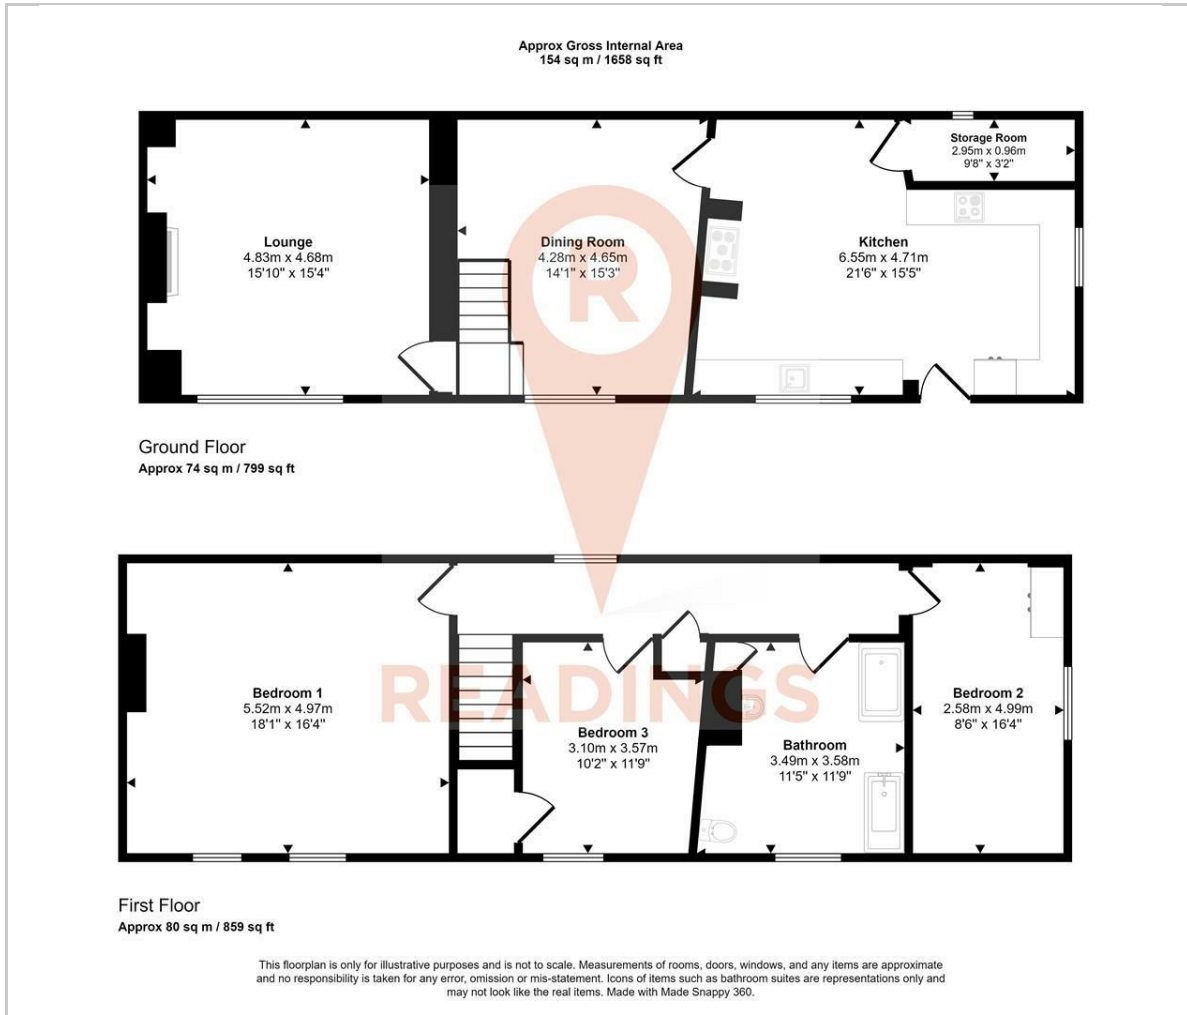 Approx Gross Internal Area
154 sq m / 1658 sq ft
Storage Room
2.95m x 0.96m
9'8" x 3'2"
Lounge
4.83m x 4.68m
15'10" x 15'4"
Dining Room
4.28m x 4.65m
14'1" x 15'3"
Kitchen
6.55m x 4.71m
21'6" x 15'5"
R
Ground Floor
Approx 74 sq m / 799 sq ft
READINGS
Bedroom 1
5.52m x 4.97m
18'1" x 16'4"
Bedroom 3
3.10m x 3.57m
10'2" x 11'9"
Bathroom
3.49m x 3.58m
11'5" x 11'9"
Bedroom 2
2.58m x 4.99m
8'6" x 16'4"
First Floor
Approx 80 sq m / 859 sq ft
This floorplan is only for illustrative purposes and is not to scale. Measurements of rooms, doors, windows, and any items are approximate
and no responsibility is taken for any error, omission or mis-statement. Icons of items such as bathroom suites are representations only and
may not look like the real items. Made with Made Snappy 360.